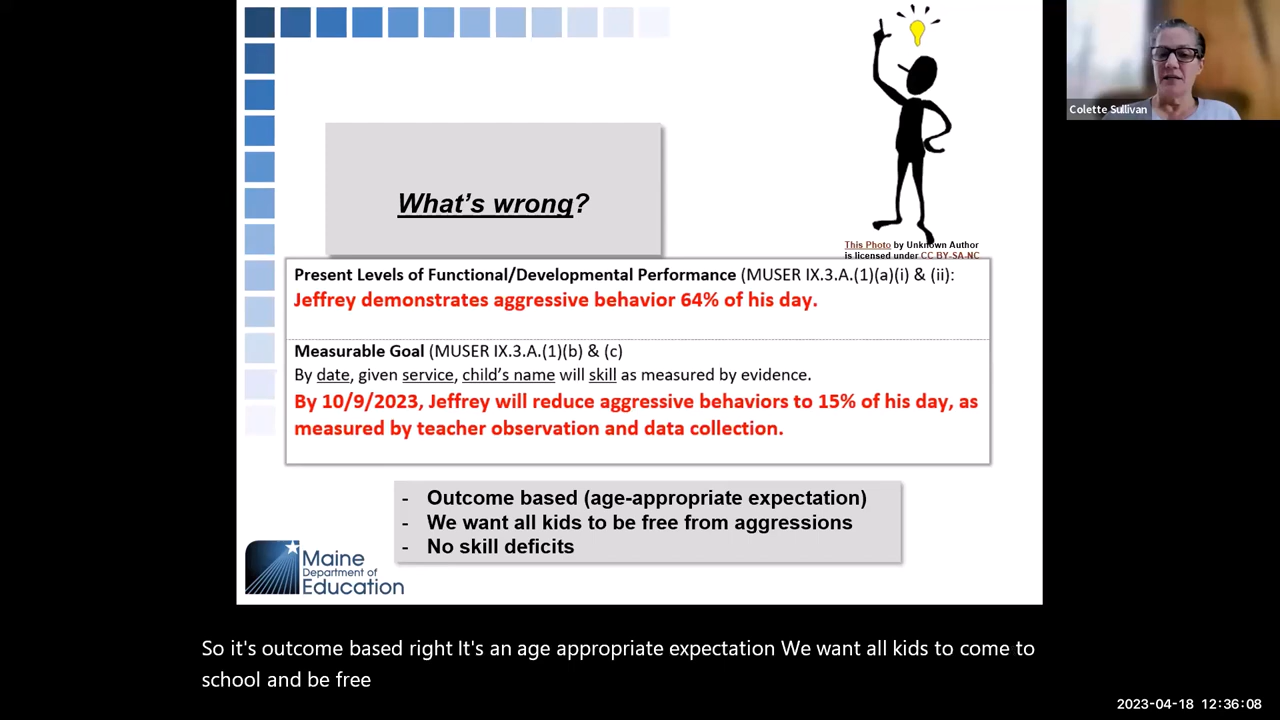 Colette Sullivan
What's wrong?
This Photo by Unknown Author
is licensed under CC BY-SA-NC
Present Levels of Functional/Developmental Performance (MUSER IX.3.A.(1)(a)(i) & (ii):
Jeffrey demonstrates aggressive behavior 64% of his day.
Measurable Goal (MUSER IX.3.A.(1)(b) & (c)
By date, given service, child's name will skill as measured by evidence.
By 10/9/2023, Jeffrey will reduce aggressive behaviors to 15% of his day, as
measured by teacher observation and data collection.
- Outcome based (age-appropriate expectation)
- We want all kids to be free from aggressions
- No skill deficits
Maine
Department of
Education
So it's outcome based right It's an age appropriate expectation We want all kids to come to
school and be free
2023-04-18 12:36:08